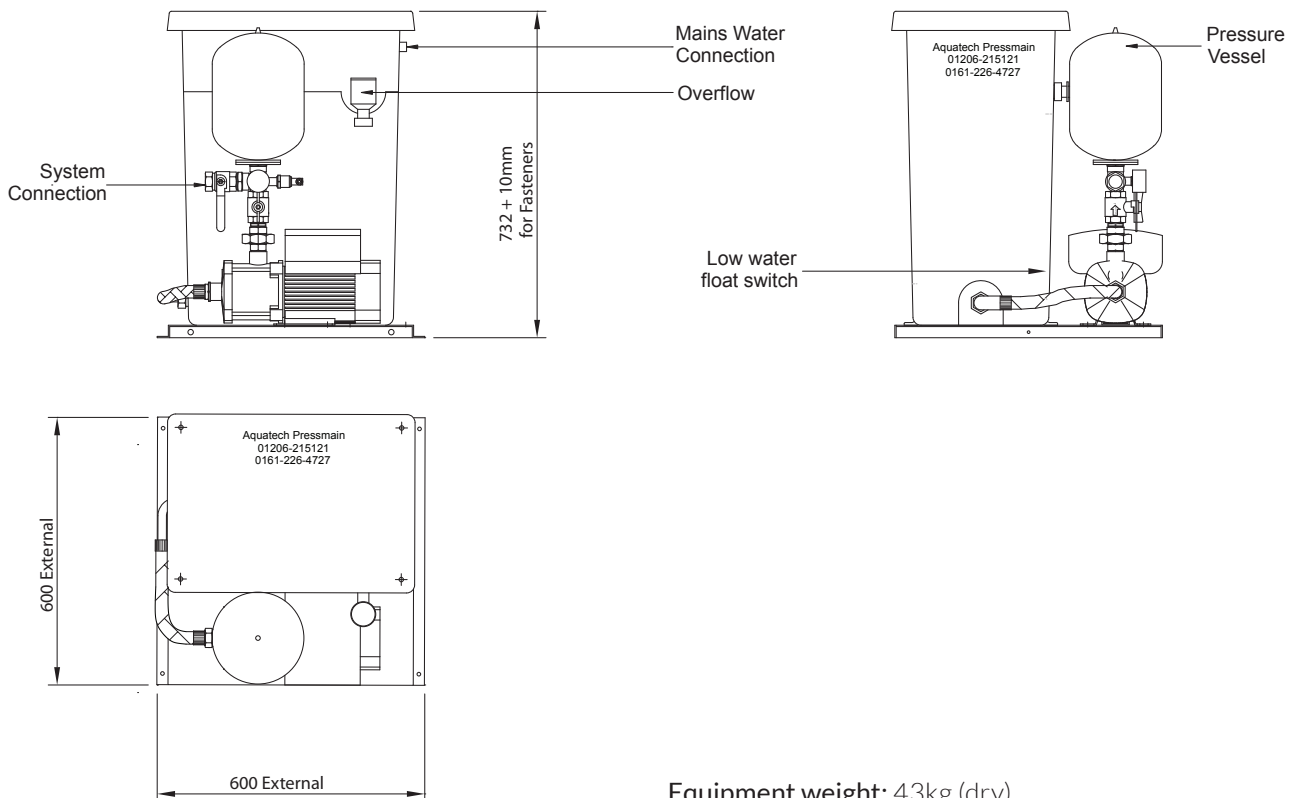 Mains Water
Connection
Overflow
System
Connection
732 + 10mm
for Fasteners
Aquatech Pressmain
01206-215121
0161-226-4727
Pressure
Vessel
Low water
float switch
Aquatech Pressmain
01206-215121
0161-226-4727
600 External
600 External
Equipment weight: 43kg (dry)